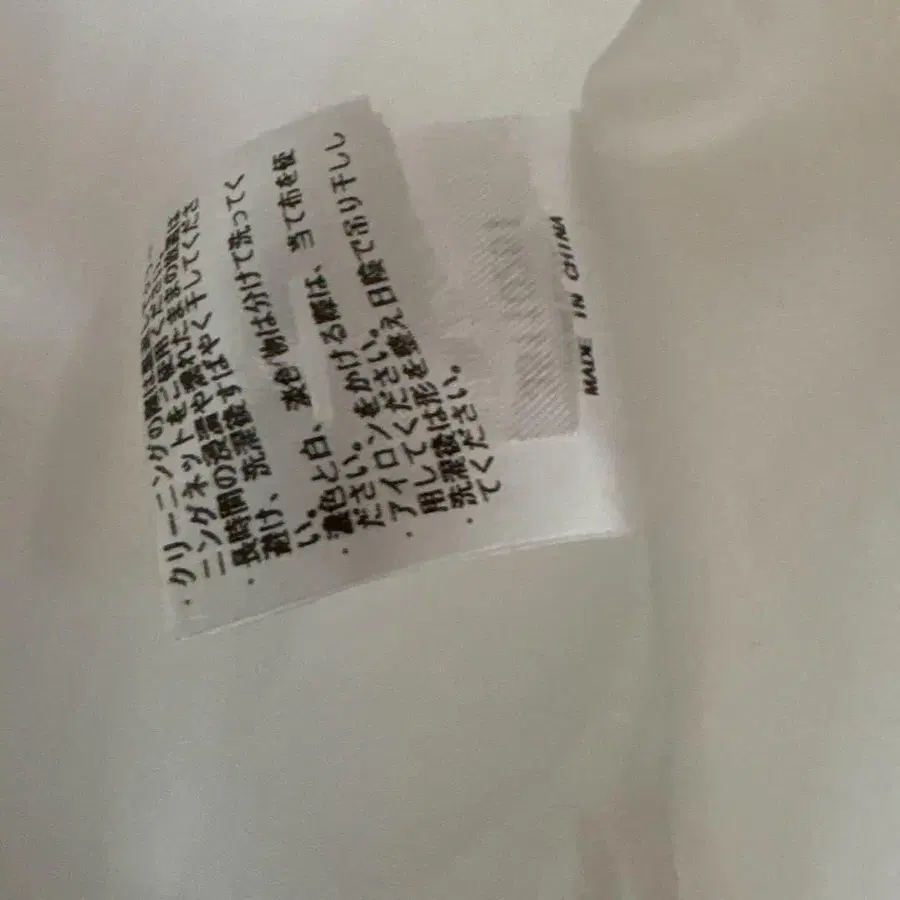 ・クリーニングの際は
ニングネットをご使用ください。
・長時間の浸漬や濡れたままの放置は
避け、洗濯後すばやく干してくださ
い。
・濃色と白、淡色物は分けて洗ってく
ださい。
・アイロンをかける際は、当て布を使
用してください。
・洗濯後は形を整え日陰で吊り干しし
てください。
MADE IN CHINA